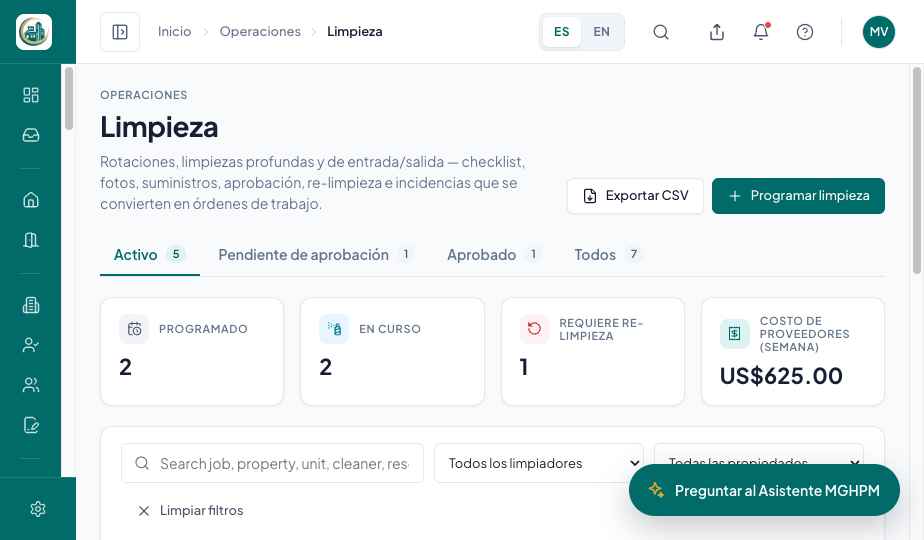 Inicio
Operaciones
Limpieza
ES
EN
MV
OPERACIONES
Limpieza
Rotaciones, limpiezas profundas y de entrada/salida — checklist,
fotos, suministros, aprobación, re-limpieza e incidencias que se
convierten en órdenes de trabajo.
Exportar CSV
Programar limpieza
Activo 5
Pendiente de aprobación 1
Aprobado 1
Todos 7
PROGRAMADO
2
EN CURSO
2
REQUIERE RE-
LIMPIEZA
1
COSTO DE
PROVEEDORES
(SEMANA)
US$625.00
Search job, property, unit, cleaner, res
Todos los limpiadores
Todas las propiedades
Preguntar al Asistente MGHPM
Limpiar filtros